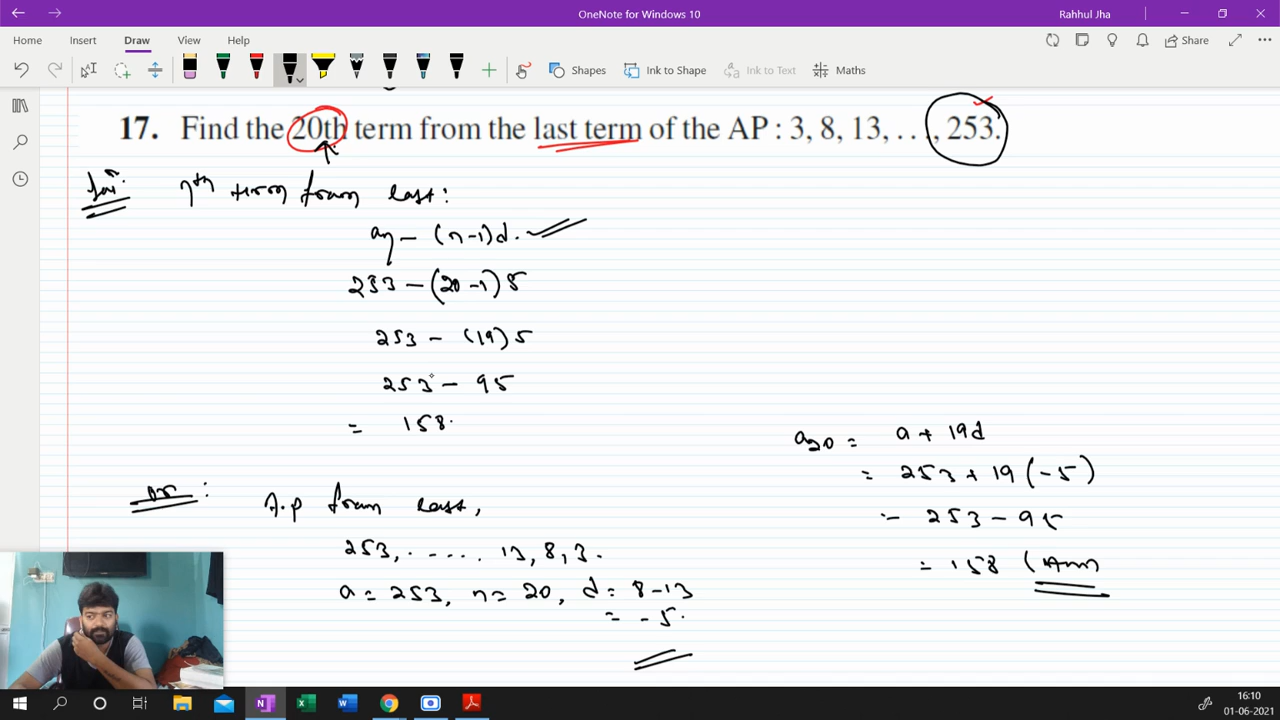 OneNote for Windows 10
Rahhul Jha
Home Insert Draw View Help
Share
Shapes Ink to Shape Ink to Text Maths
17. Find the 20th term from the last term of the AP : 3, 8, 13, . . ., 253.
Solⁿ:
nth term from last:
an - (n-1)d.
253 - (20-1)5
253 - (19)5
253 - 95
= 158.
or :
A.p from last,
253, . . . . . . 13, 8, 3.
a = 253, n = 20, d = 8-13
= -5.
a20 = a + 19d
= 253 + 19 (-5)
= 253 - 95
= 158 (Ans
16:10
01-06-2021